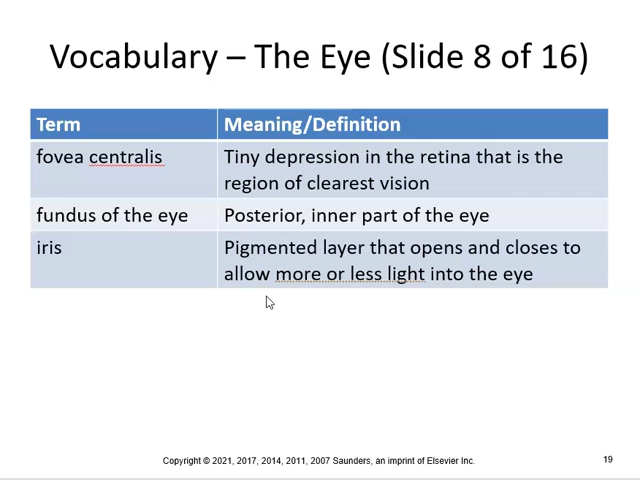 Vocabulary – The Eye (Slide 8 of 16)
Term Meaning/Definition
fovea centralis Tiny depression in the retina that is the
region of clearest vision
fundus of the eye Posterior, inner part of the eye
iris Pigmented layer that opens and closes to
allow more or less light into the eye
Copyright © 2021, 2017, 2014, 2011, 2007 Saunders, an imprint of Elsevier Inc. 19